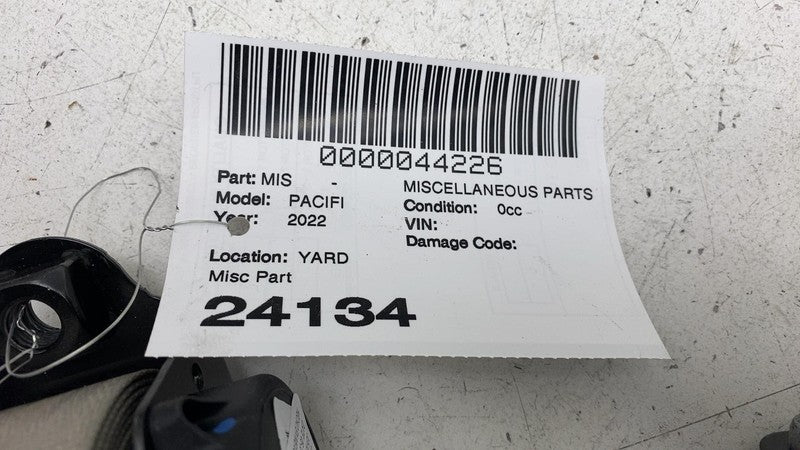 0000044226
Part: MIS - MISCELLANEOUS PARTS
Model: PACIFI Condition: 0cc
Year: 2022 VIN:
Damage Code:
Location: YARD
Misc Part
24134